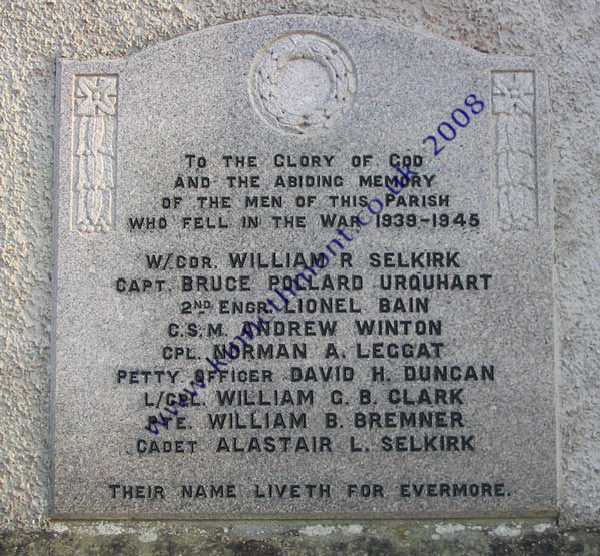 TO THE GLORY OF GOD
AND THE ABIDING MEMORY
OF THE MEN OF THIS PARISH
WHO FELL IN THE WAR 1939-1945
W/CDR. WILLIAM R SELKIRK
CAPT. BRUCE POLLARD URQUHART
2ND ENGR. LIONEL BAIN
C.S.M. ANDREW WINTON
CPL. NORMAN A. LEGGAT
PETTY OFFICER DAVID H. DUNCAN
L/CPL. WILLIAM G. B. CLARK
PTE. WILLIAM B. BREMNER
CADET ALASTAIR L. SELKIRK
THEIR NAME LIVETH FOR EVERMORE.
2008